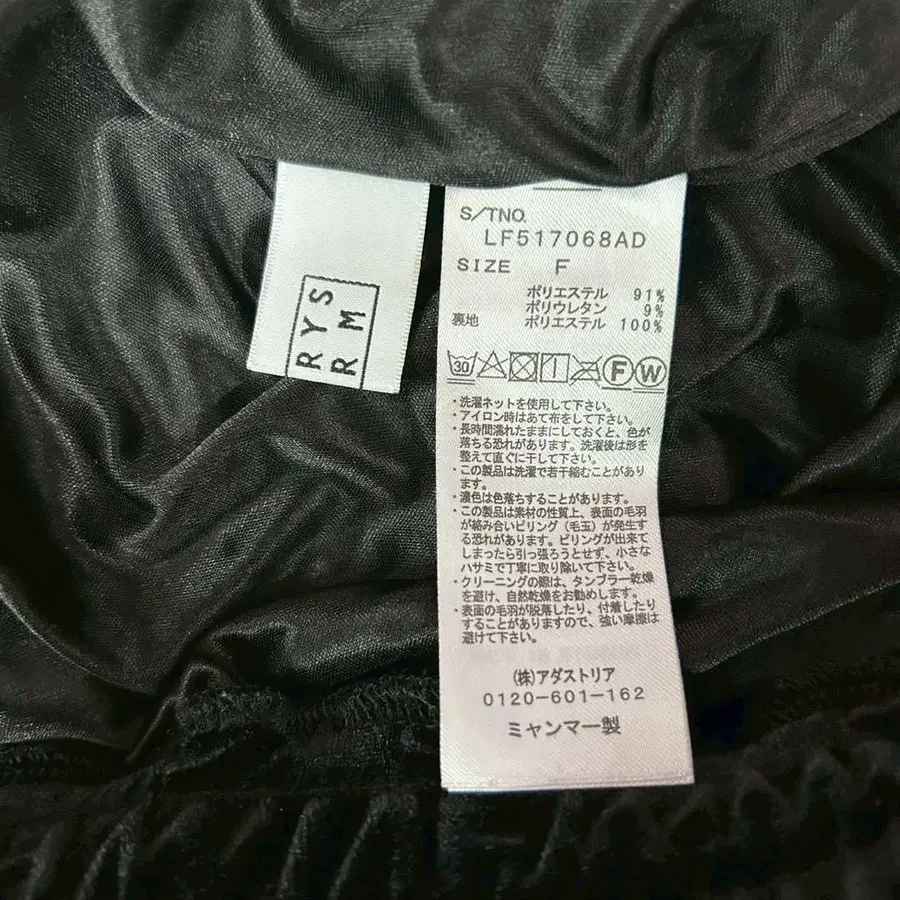 RYS
RM
S/TNO.
LF517068AD
SIZE F
ポリエステル 91%
ポリウレタン 9%
裏地 ポリエステル 100%
30 F W
・洗濯ネットを使用して下さい。
・アイロン時はあて布をして下さい。
・長時間濡れたままにしておくと、色が
落ちる恐れがあります。洗濯後は形を
整えて直ぐに干して下さい。
・この製品は洗濯で若干縮むことがあり
ます。
・濃色は色落ちすることがあります。
・この製品は素材の性質上、表面の毛羽
が絡み合いピリング（毛玉）が発生す
る恐れがあります。ピリングが出来て
しまったら引っ張ろうとせず、小さな
ハサミで丁寧に取り除いて下さい。
・クリーニングの際は、タンブラー乾燥
を避け、自然乾燥をお勧めします。
・表面の毛羽が脱落したり、付着したり
することがありますので、強い摩擦は
避けて下さい。
(株)アダストリア
0120-601-162
ミャンマー製